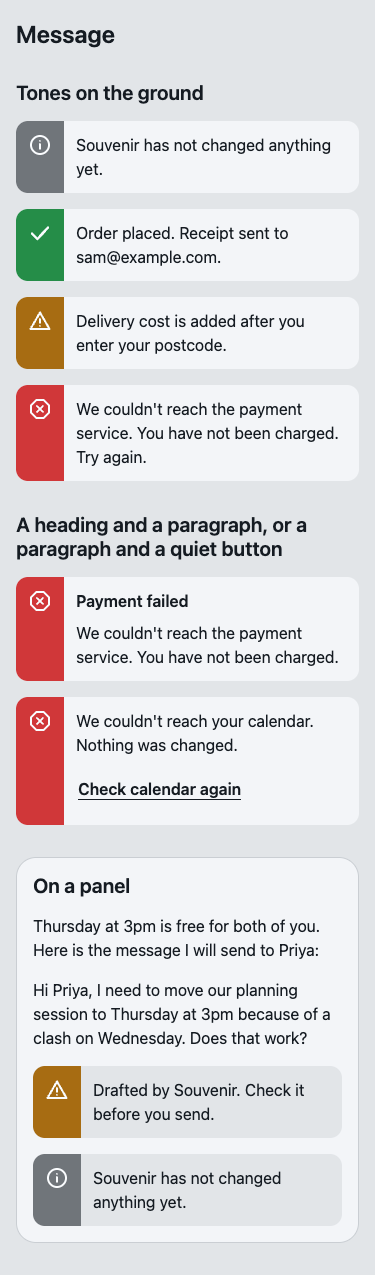 Message
Tones on the ground
Souvenir has not changed anything
yet.
Order placed. Receipt sent to
sam@example.com.
Delivery cost is added after you
enter your postcode.
We couldn't reach the payment
service. You have not been charged.
Try again.
A heading and a paragraph, or a
paragraph and a quiet button
Payment failed
We couldn't reach the payment
service. You have not been charged.
We couldn't reach your calendar.
Nothing was changed.
Check calendar again
On a panel
Thursday at 3pm is free for both of you.
Here is the message I will send to Priya:
Hi Priya, I need to move our planning
session to Thursday at 3pm because of a
clash on Wednesday. Does that work?
Drafted by Souvenir. Check it
before you send.
Souvenir has not changed
anything yet.